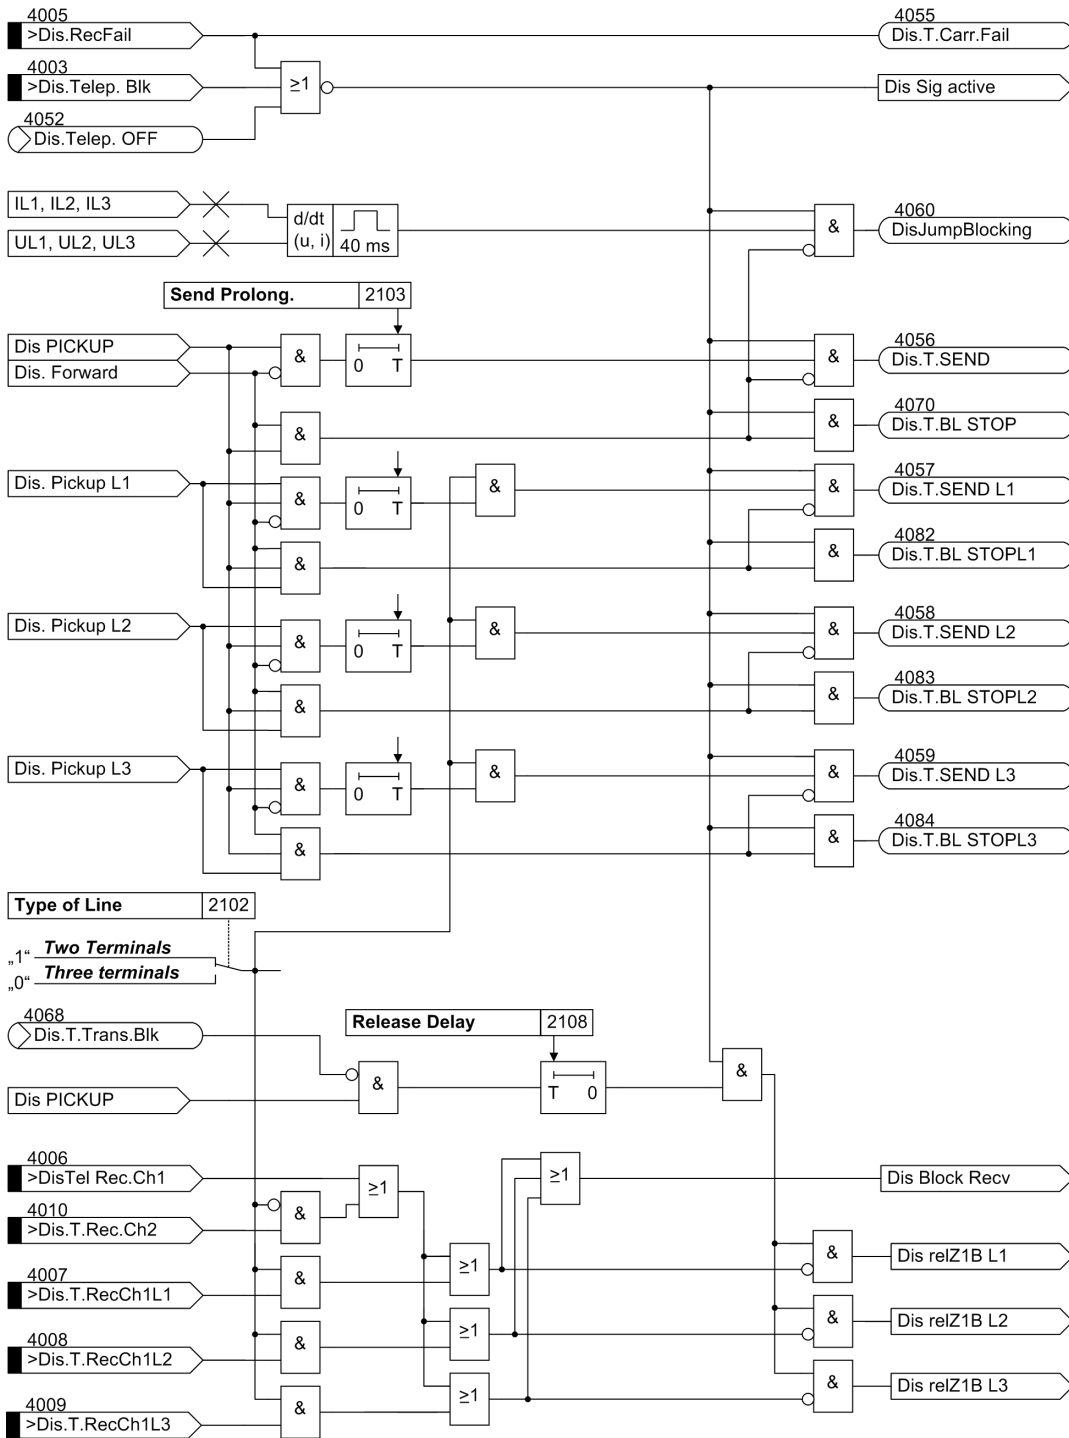 4005
>Dis.RecFail
4055
Dis.T.Carr.Fail
4003
>Dis.Telep. Blk
≥1
Dis Sig active
4052
Dis.Telep. OFF
IL1, IL2, IL3
UL1, UL2, UL3
d/dt
(u, i)
40 ms
&
4060
DisJumpBlocking
Send Prolong.
2103
Dis PICKUP
Dis. Forward
&
0 T
&
4056
Dis.T.SEND
&
&
4070
Dis.T.BL STOP
Dis. Pickup L1
&
0 T
&
&
4057
Dis.T.SEND L1
&
&
4082
Dis.T.BL STOPL1
Dis. Pickup L2
&
0 T
&
&
4058
Dis.T.SEND L2
&
&
4083
Dis.T.BL STOPL2
Dis. Pickup L3
&
0 T
&
&
4059
Dis.T.SEND L3
&
&
4084
Dis.T.BL STOPL3
Type of Line
2102
„1“ Two Terminals
„0“ Three terminals
4068
Dis.T.Trans.Blk
Release Delay
2108
Dis PICKUP
&
T 0
&
4006
>DisTel Rec.Ch1
≥1
≥1
Dis Block Recv
4010
>Dis.T.Rec.Ch2
&
4007
>Dis.T.RecCh1L1
&
≥1
&
Dis relZ1B L1
4008
>Dis.T.RecCh1L2
&
≥1
&
Dis relZ1B L2
4009
>Dis.T.RecCh1L3
&
≥1
&
Dis relZ1B L3